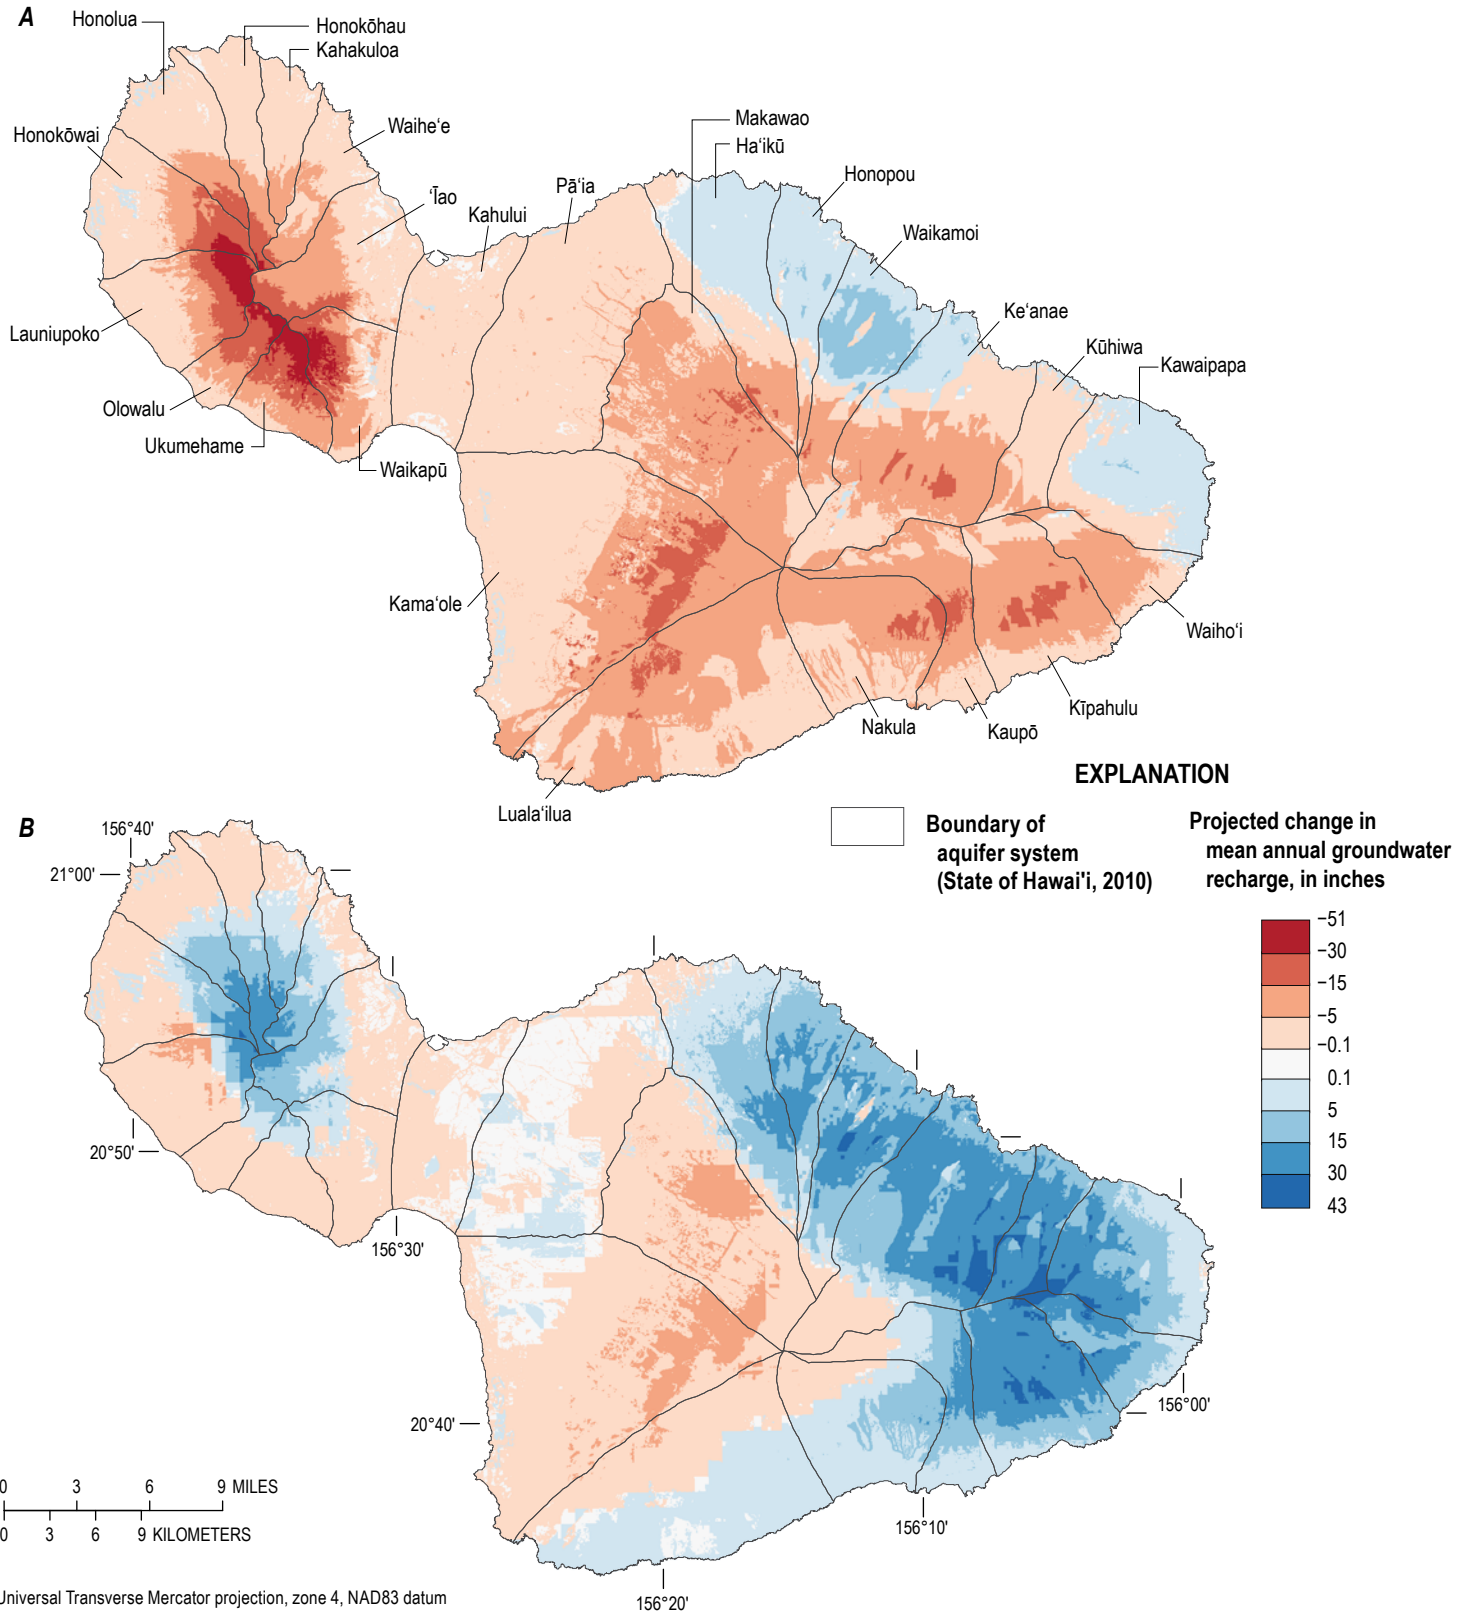 A
Honolua
Honokōhau
Kahakuloa
Honokōwai
Waiheʻe
ʻĪao
Kahului
Pāʻia
Makawao
Haʻikū
Honopou
Waikamoi
Keʻanae
Kūhiwa
Kawaipapa
Launiupoko
Olowalu
Ukumehame
Waikapū
Kamaʻole
Waihoʻi
Kīpahulu
Kaupō
Nakula
Lualaʻilua
EXPLANATION
Boundary of
aquifer system
(State of Hawai'i, 2010)
Projected change in
mean annual groundwater
recharge, in inches
−51
−30
−15
−5
−0.1
0.1
5
15
30
43
B
156°40'
21°00'
20°50'
156°30'
20°40'
156°00'
156°10'
156°20'
0 3 6 9 MILES
0 3 6 9 KILOMETERS
Universal Transverse Mercator projection, zone 4, NAD83 datum